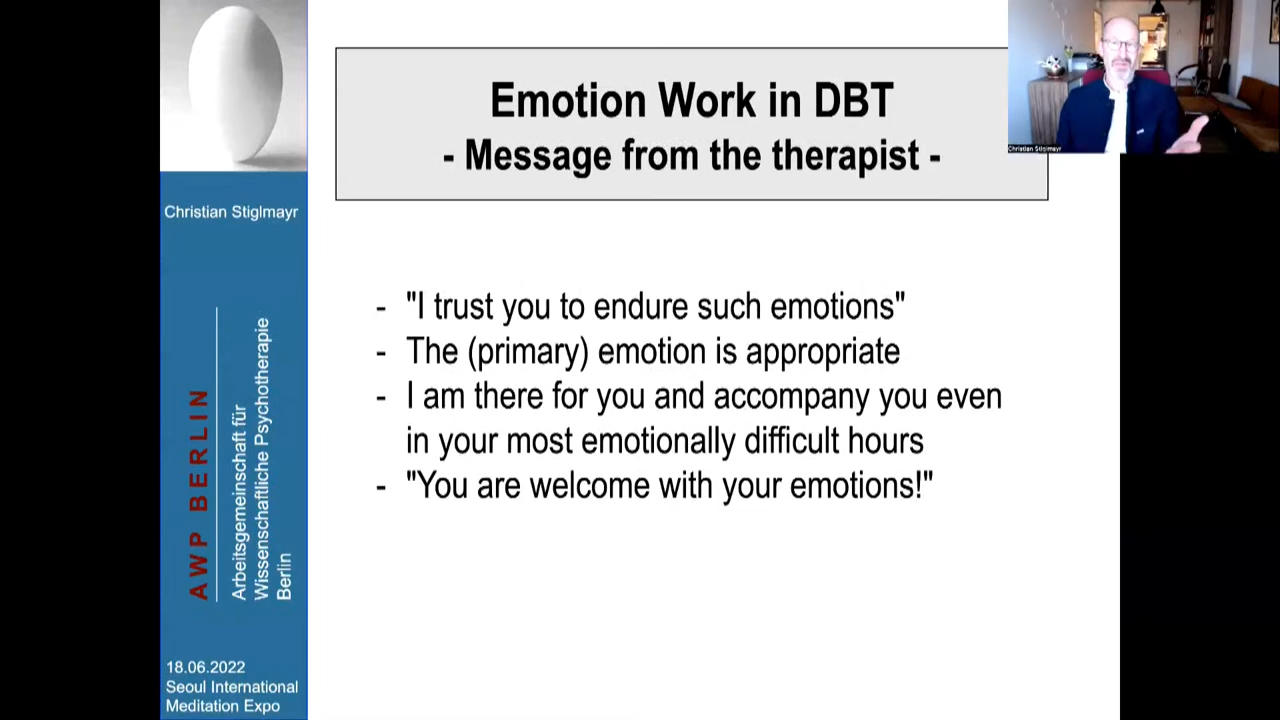 Emotion Work in DBT
- Message from the therapist -
Christian Stiglmayr
Christian Stiglmayr
- "I trust you to endure such emotions"
- The (primary) emotion is appropriate
- I am there for you and accompany you even
in your most emotionally difficult hours
- "You are welcome with your emotions!"
AWP BERLIN
Arbeitsgemeinschaft für
Wissenschaftliche Psychotherapie
Berlin
18.06.2022
Seoul International
Meditation Expo